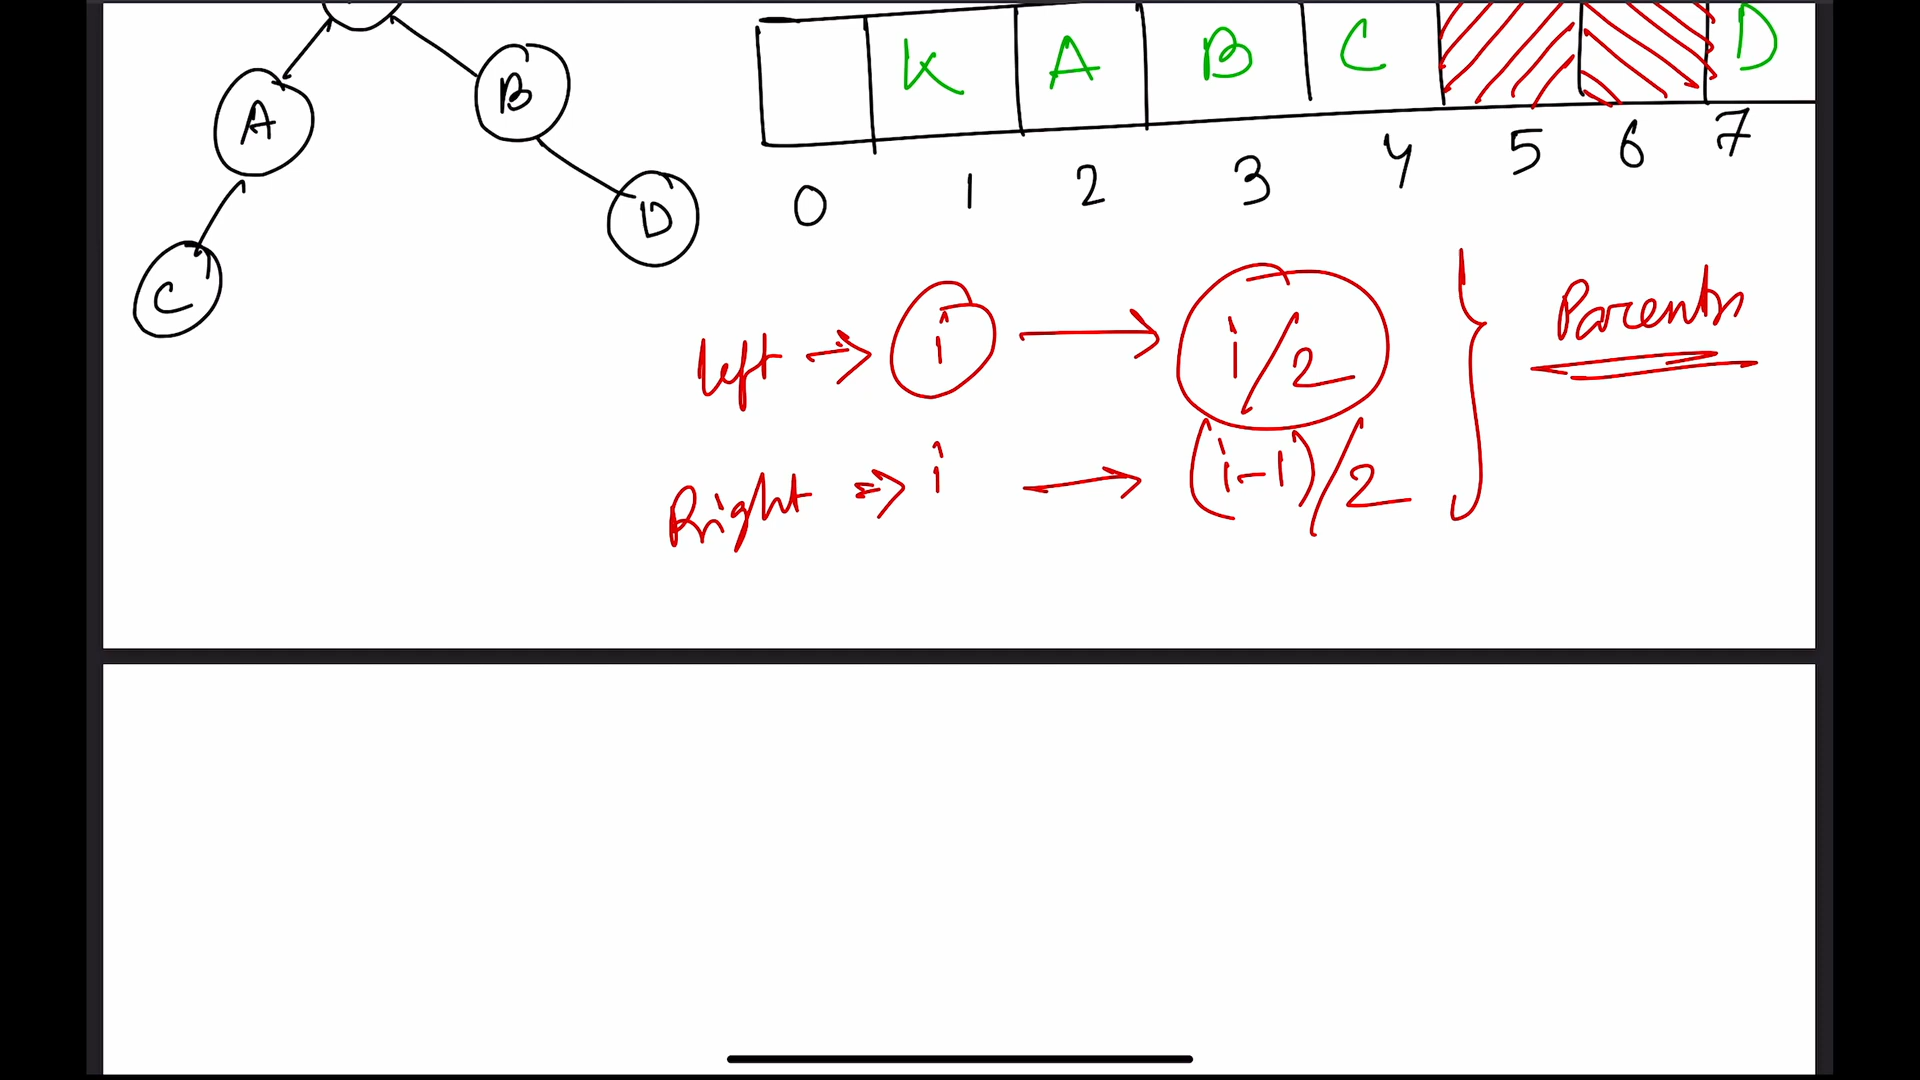 K A B C D
A B
0 1 2 3 4 5 6 7
D
C
left => i → i/2
Parents
Right => i → (i-1)/2